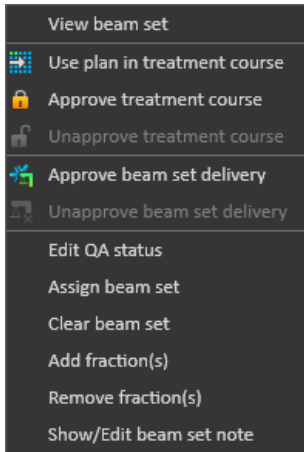 View beam set
Use plan in treatment course
Approve treatment course
Unapprove treatment course
Approve beam set delivery
Unapprove beam set delivery
Edit QA status
Assign beam set
Clear beam set
Add fraction(s)
Remove fraction(s)
Show/Edit beam set note